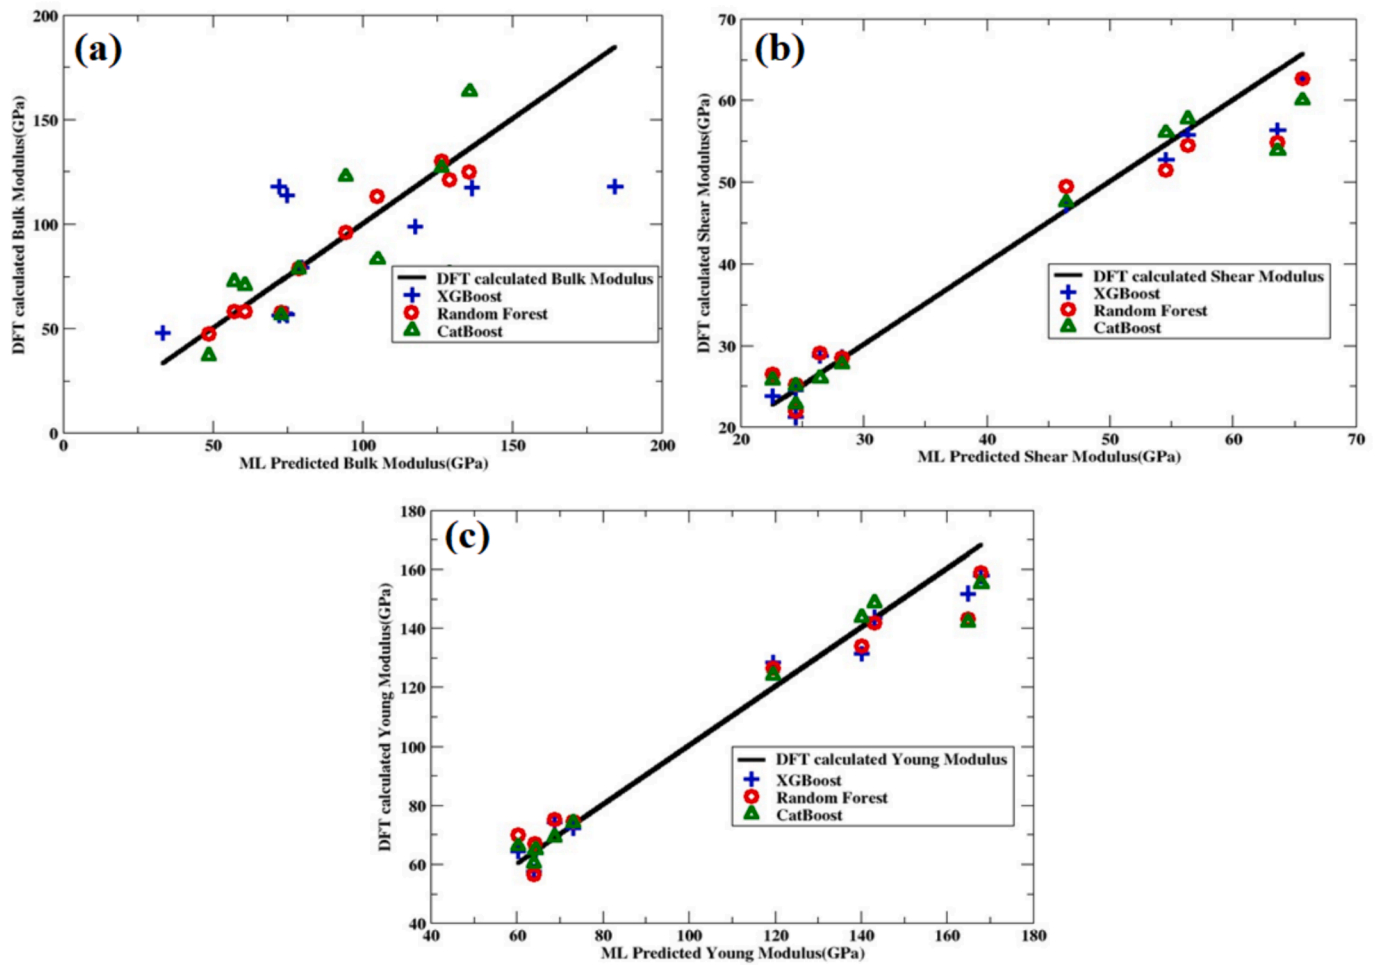 (a)
200
150
100
50
0
DFT calculated Bulk Modulus(GPa)
DFT calculated Bulk Modulus
XGBoost
Random Forest
CatBoost
0 50 100 150 200
ML Predicted Bulk Modulus(GPa)
(b)
70
60
50
40
30
20
DFT calculated Shear Modulus(GPa)
DFT calculated Shear Modulus
XGBoost
Random Forest
CatBoost
20 30 40 50 60 70
ML Predicted Shear Modulus(GPa)
(c)
180
160
140
120
100
80
60
40
DFT calculated Young Modulus(GPa)
DFT calculated Young Modulus
XGBoost
Random Forest
CatBoost
40 60 80 100 120 140 160 180
ML Predicted Young Modulus(GPa)